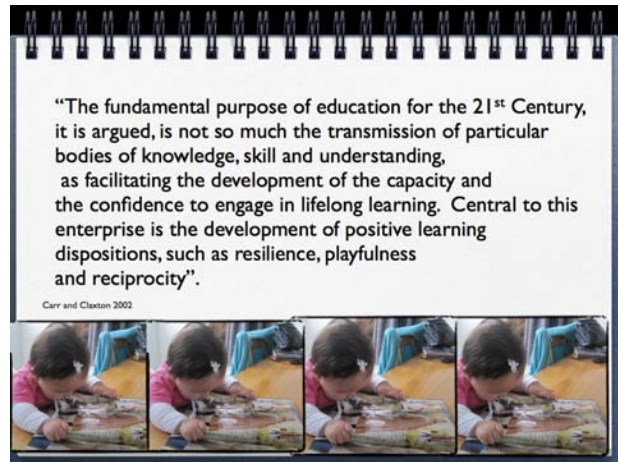 “The fundamental purpose of education for the 21st Century,
it is argued, is not so much the transmission of particular
bodies of knowledge, skill and understanding,
as facilitating the development of the capacity and
the confidence to engage in lifelong learning. Central to this
enterprise is the development of positive learning
dispositions, such as resilience, playfulness
and reciprocity”.
Carr and Claxton 2002